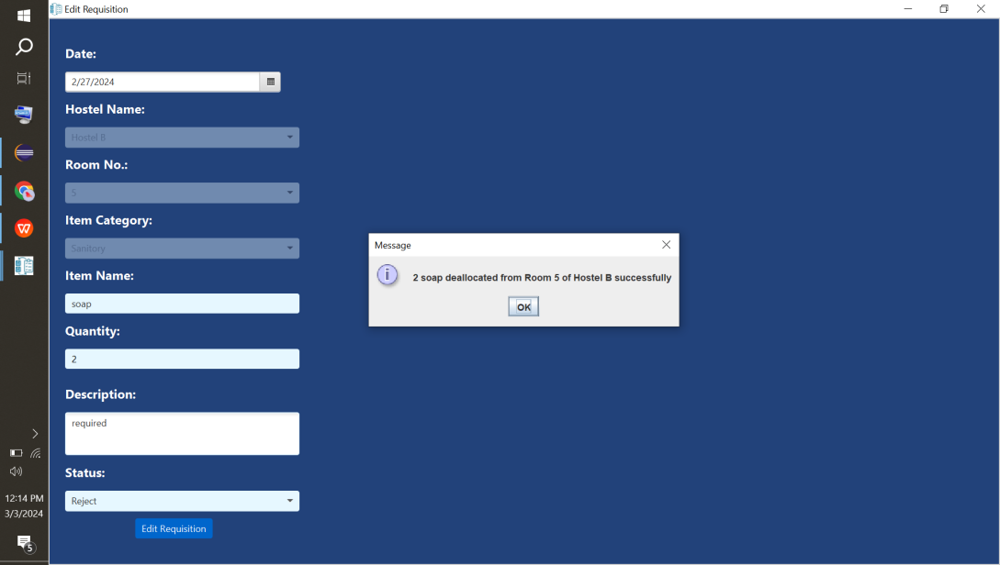 Edit Requisition
Date:
2/27/2024
Hostel Name:
Hostel B
Room No.:
5
Item Category:
Sanitory
Item Name:
soap
Quantity:
2
Description:
required
Status:
Reject
Edit Requisition
Message
2 soap deallocated from Room 5 of Hostel B successfully
OK
12:14 PM
3/3/2024
5